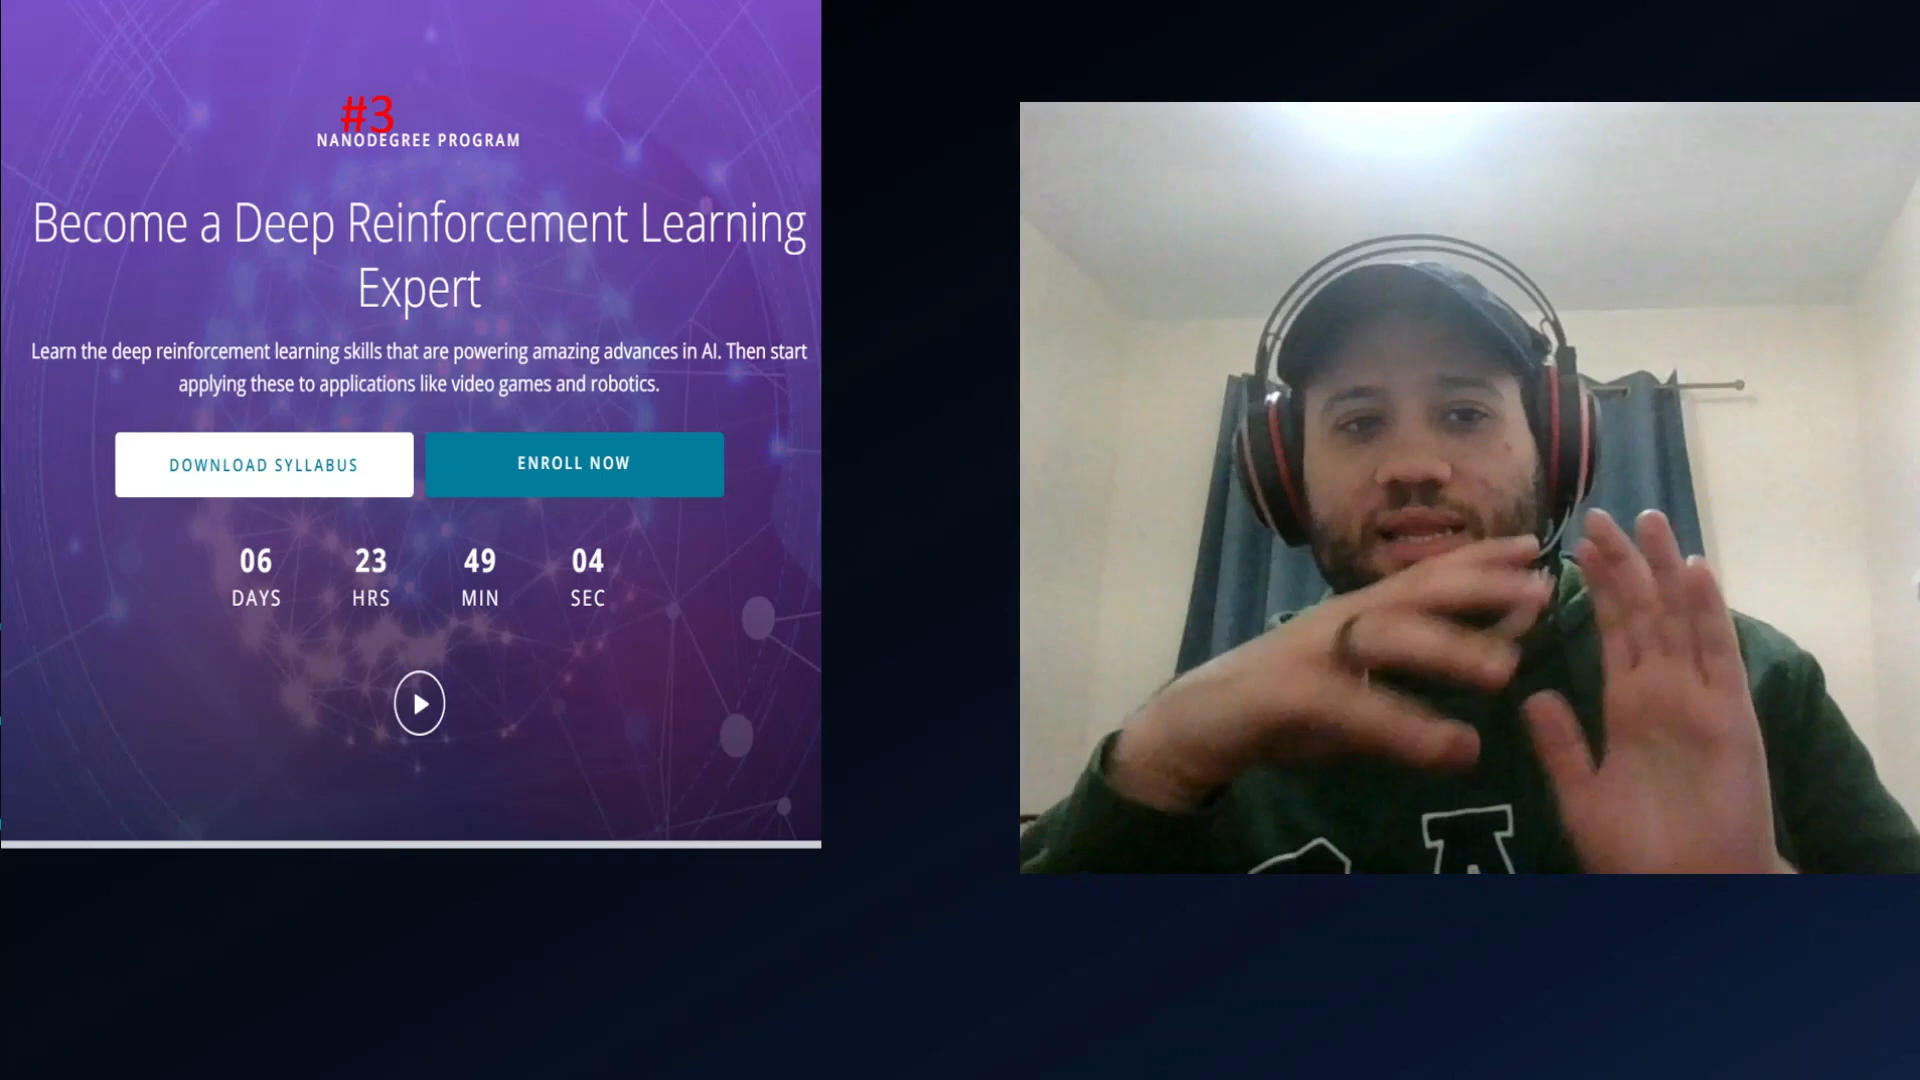 #3
NANODEGREE PROGRAM
Become a Deep Reinforcement Learning
Expert
Learn the deep reinforcement learning skills that are powering amazing advances in AI. Then start
applying these to applications like video games and robotics.
DOWNLOAD SYLLABUS
ENROLL NOW
06 23 49 04
DAYS HRS MIN SEC